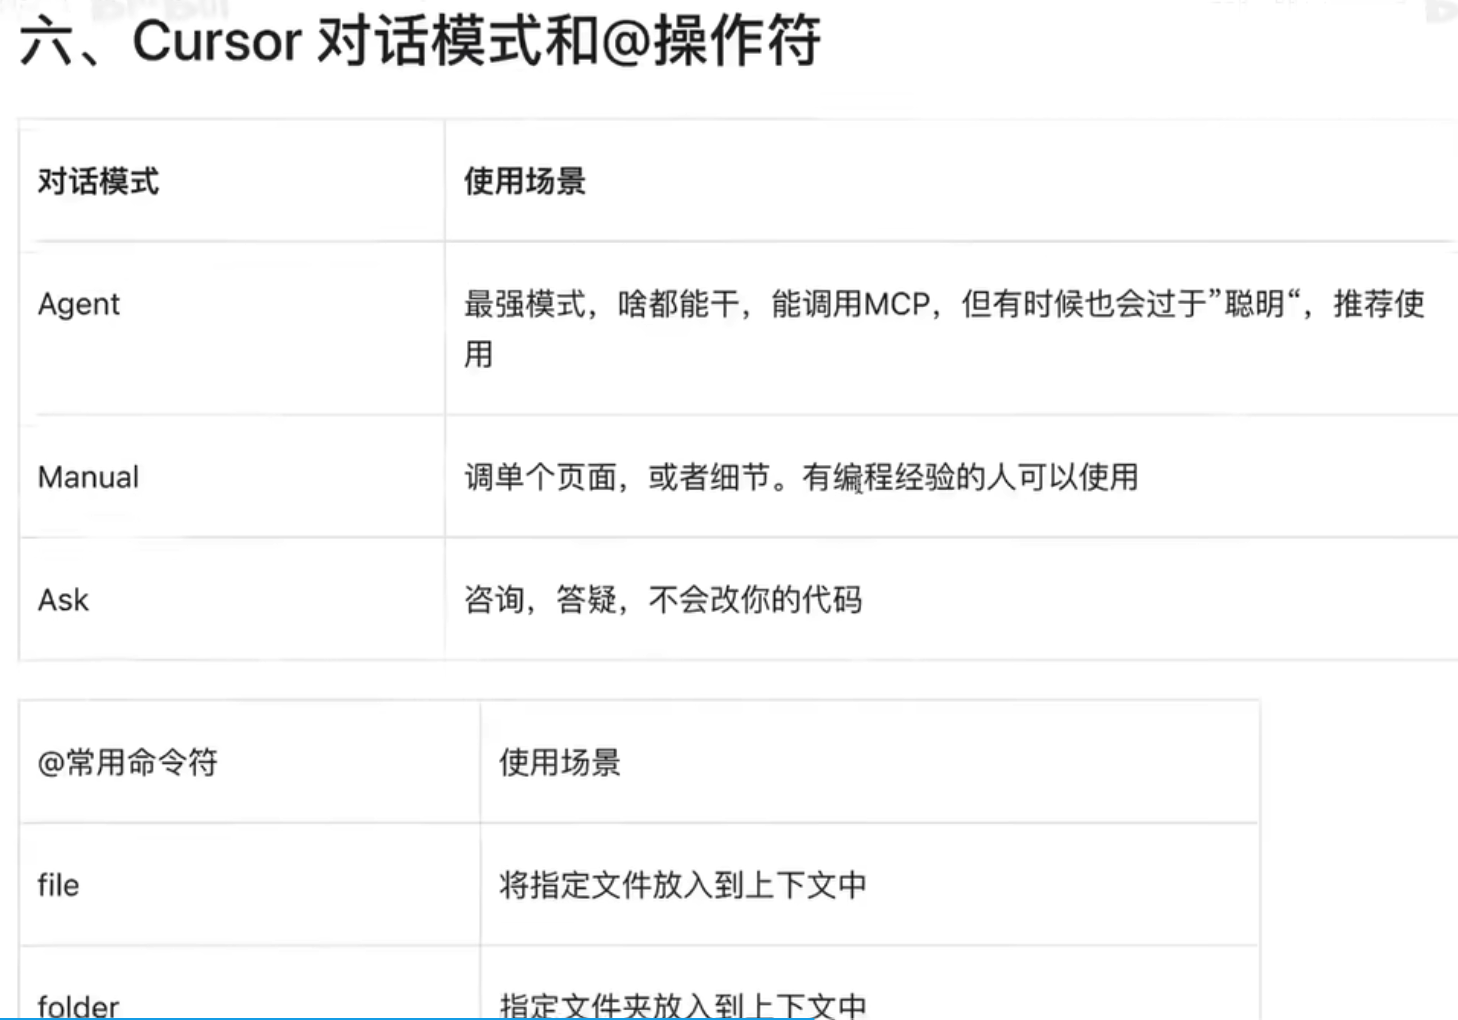 六、Cursor 对话模式和@操作符
对话模式
使用场景
Agent
最强模式，啥都能干，能调用MCP，但有时候也会过于”聪明“，推荐使
用
Manual
调单个页面，或者细节。有编程经验的人可以使用
Ask
咨询，答疑，不会改你的代码
@常用命令符
使用场景
file
将指定文件放入到上下文中
folder
指定文件夹放入到上下文中